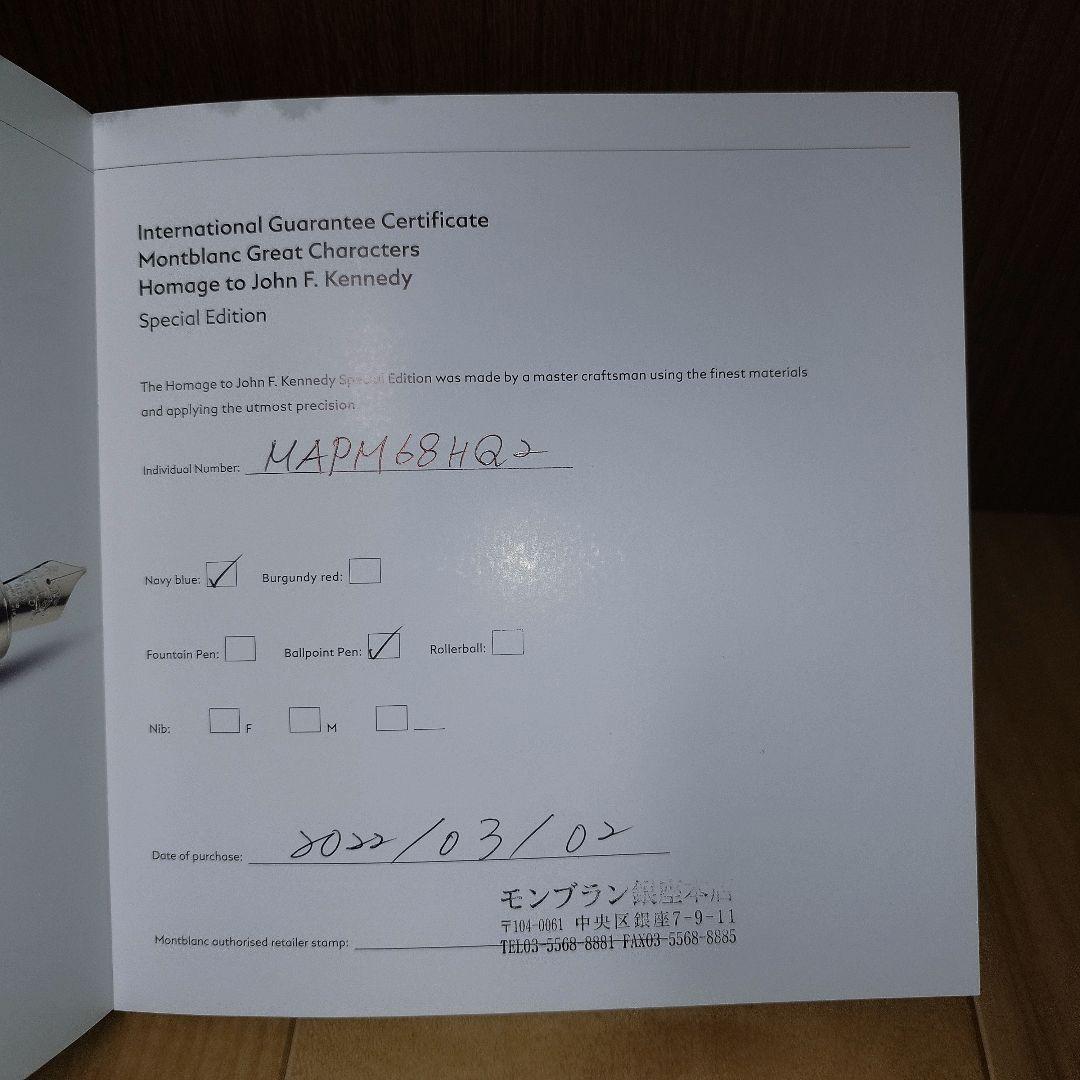 International Guarantee Certificate
Montblanc Great Characters
Homage to John F. Kennedy
Special Edition
The Homage to John F. Kennedy Special Edition was made by a master craftsman using the finest materials
and applying the utmost precision
Individual Number: MAPM68HQ2
Navy blue: Burgundy red:
Fountain Pen: Ballpoint Pen: Rollerball:
Nib: F M
Date of purchase: 2022/03/02
モンブラン銀座本店
〒104-0061 中央区銀座7-9-11
Montblanc authorised retailer stamp: TEL03-5568-8881 FAX03-5568-8885